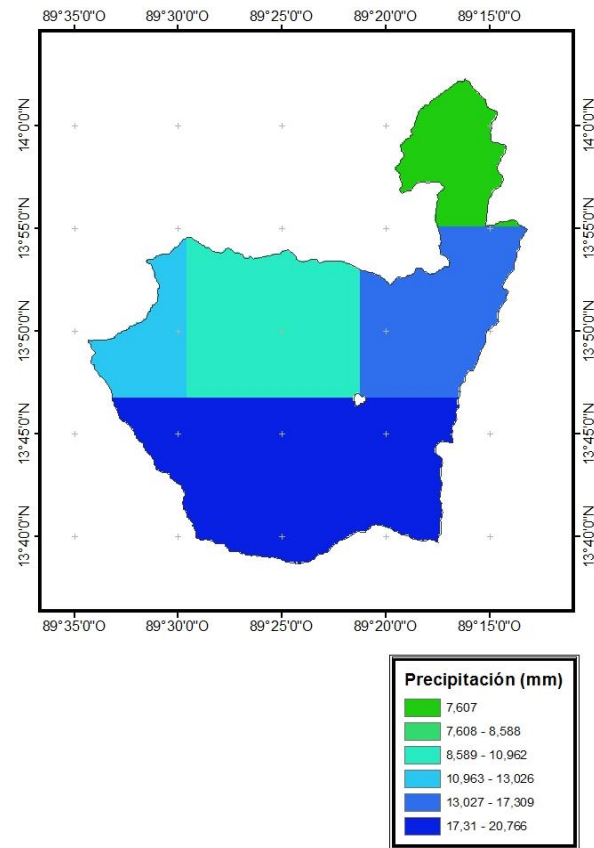 89°35'0"O 89°30'0"O 89°25'0"O 89°20'0"O 89°15'0"O
14°0'0"N 14°0'0"N
13°55'0"N 13°55'0"N
13°50'0"N 13°50'0"N
13°45'0"N 13°45'0"N
13°40'0"N 13°40'0"N
89°35'0"O 89°30'0"O 89°25'0"O 89°20'0"O 89°15'0"O
Precipitación (mm)
7,607
7,608 - 8,588
8,589 - 10,962
10,963 - 13,026
13,027 - 17,309
17,31 - 20,766